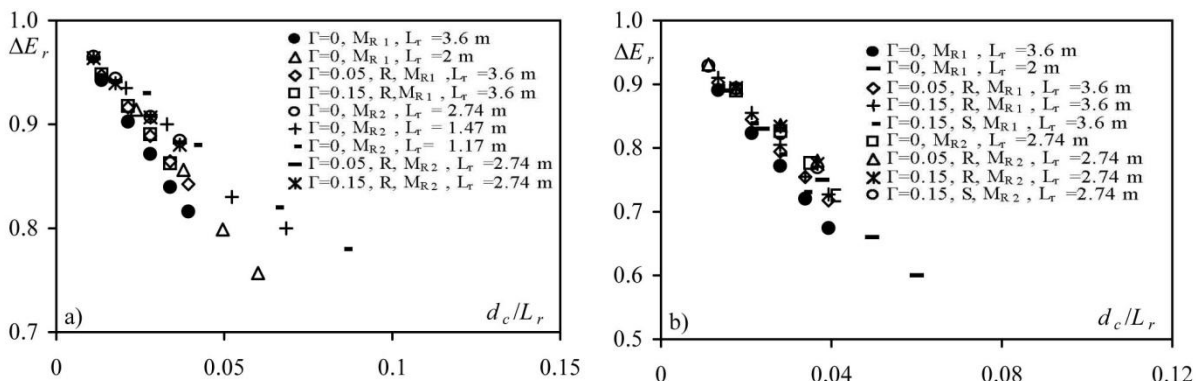 1.0
ΔE_r
0.9
0.8
0.7
0
0.05
0.1
0.15
a)
d_c/L_r
Γ=0, M_R1, L_r=3.6 m
Γ=0, M_R1, L_r=2 m
Γ=0.05, R, M_R1, L_r=3.6 m
Γ=0.15, R,M_R1, L_r=3.6 m
Γ=0, M_R2, L_r=2.74 m
Γ=0, M_R2, L_r=1.47 m
Γ=0, M_R2, L_r= 1.17 m
Γ=0.05, R, M_R2, L_r=2.74 m
Γ=0.15, R, M_R2, L_r=2.74 m
1.0
ΔE_r
0.9
0.8
0.7
0.6
0.5
0
0.04
0.08
0.12
b)
d_c/L_r
Γ=0, M_R1, L_r=3.6 m
Γ=0, M_R1, L_r=2 m
Γ=0.05, R, M_R1, L_r=3.6 m
Γ=0.15, R, M_R1, L_r=3.6 m
Γ=0.15, S, M_R1, L_r=3.6 m
Γ=0, M_R2, L_r=2.74 m
Γ=0.05, R, M_R2, L_r=2.74 m
Γ=0.15, R, M_R2, L_r=2.74 m
Γ=0.15, S, M_R2, L_r=2.74 m